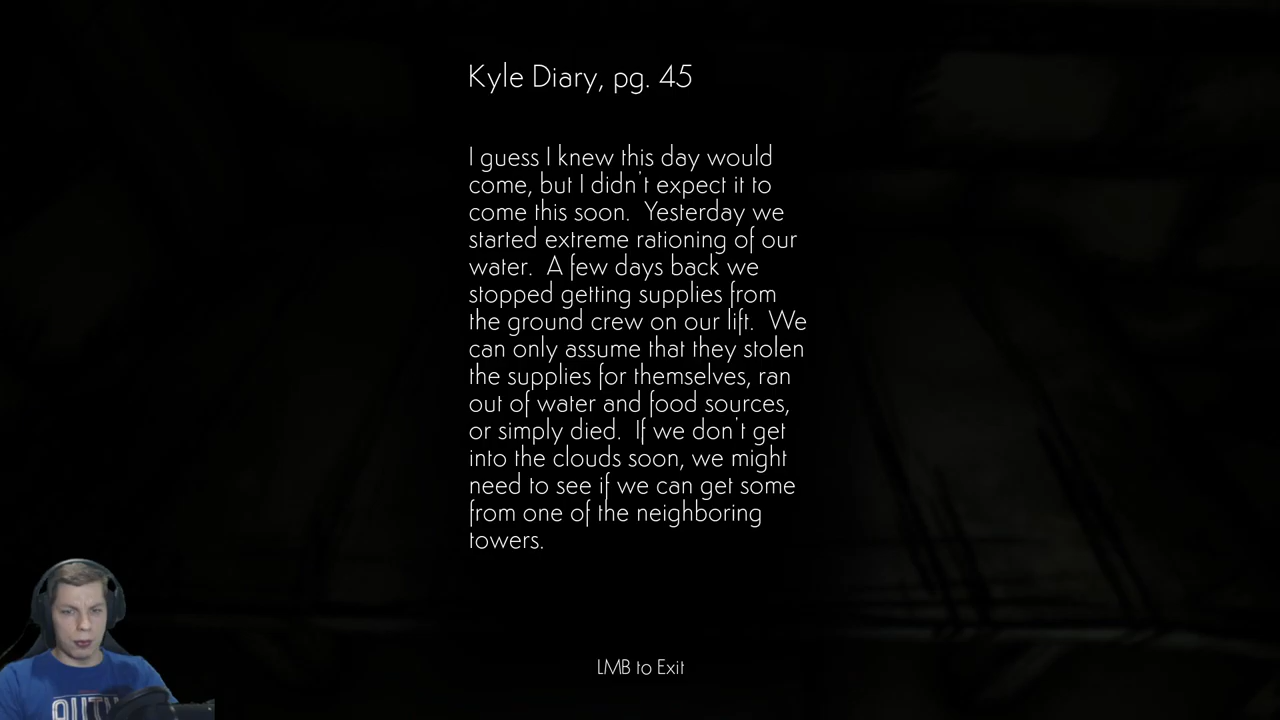 Kyle Diary, pg. 45
I guess I knew this day would
come, but I didn't expect it to
come this soon.  Yesterday we
started extreme rationing of our
water.  A few days back we
stopped getting supplies from
the ground crew on our lift.  We
can only assume that they stolen
the supplies for themselves, ran
out of water and food sources,
or simply died.  If we don't get
into the clouds soon, we might
need to see if we can get some
from one of the neighboring
towers.
LMB to Exit